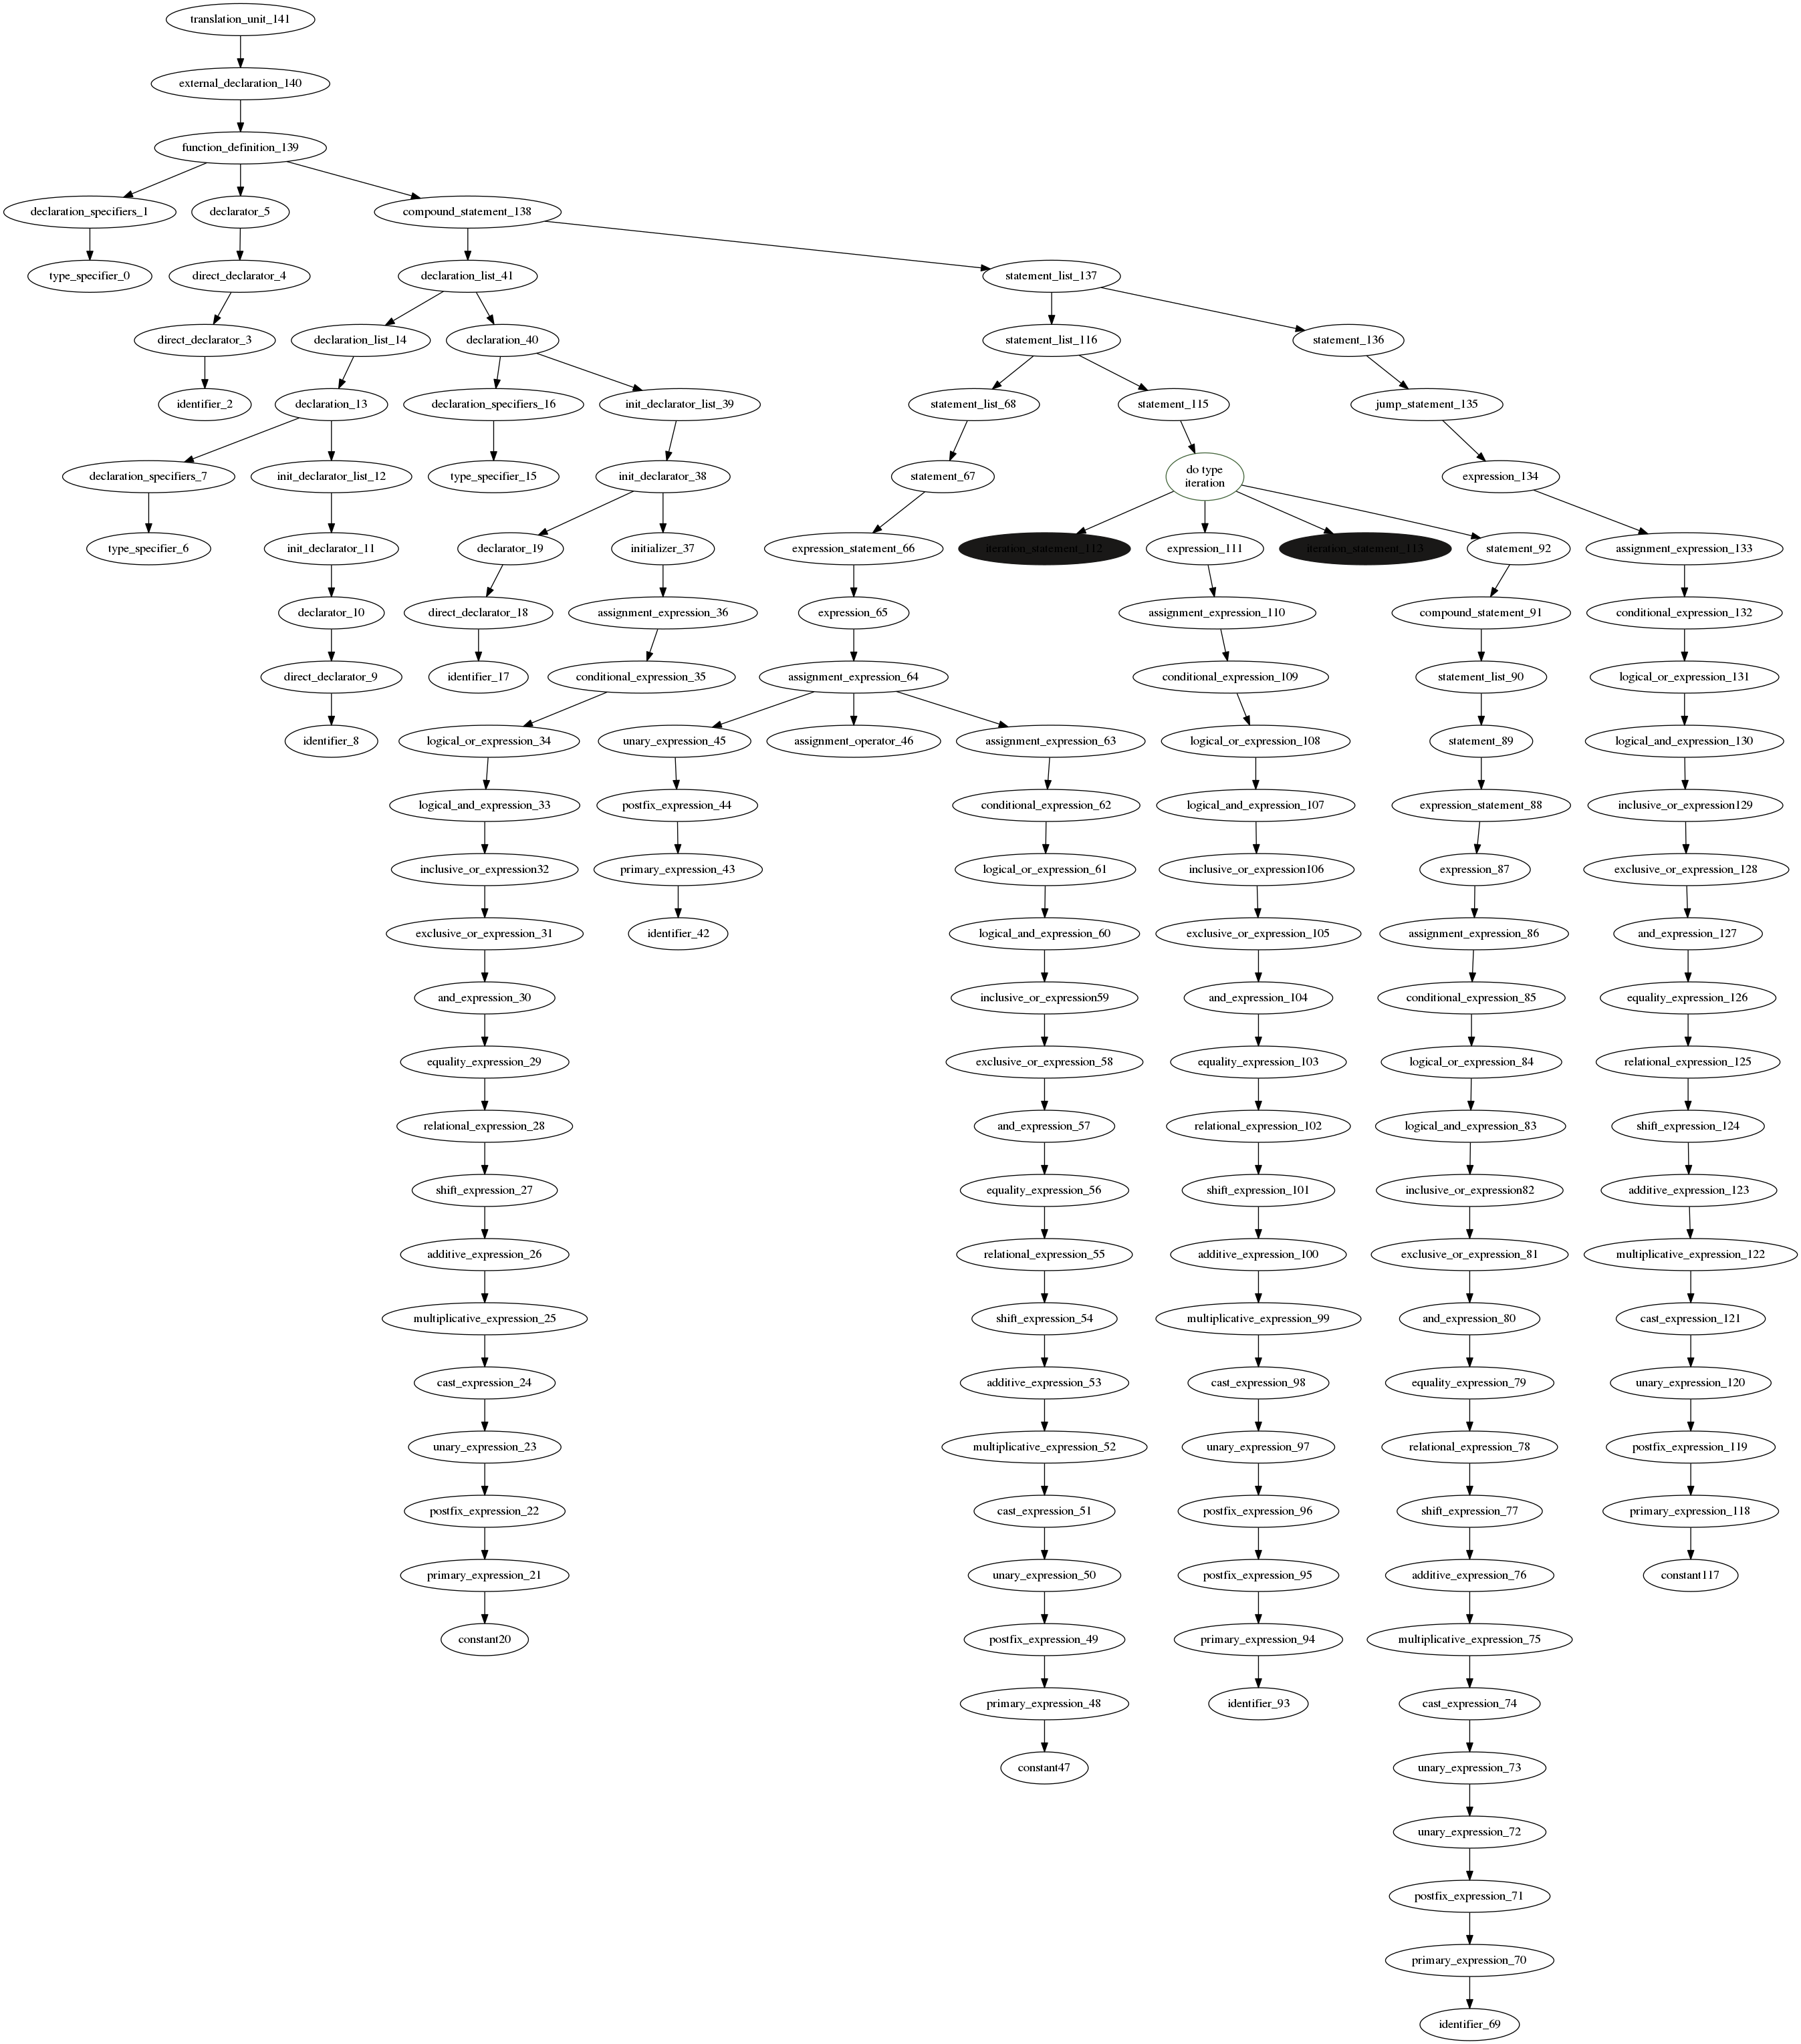 translation_unit_141
external_declaration_140
function_definition_139
declaration_specifiers_1
declarator_5
compound_statement_138
type_specifier_0
direct_declarator_4
declaration_list_41
statement_list_137
direct_declarator_3
declaration_list_14
declaration_40
statement_list_116
statement_136
identifier_2
declaration_13
declaration_specifiers_16
init_declarator_list_39
statement_list_68
statement_115
jump_statement_135
declaration_specifiers_7
init_declarator_list_12
type_specifier_15
init_declarator_38
statement_67
do type
iteration
expression_134
type_specifier_6
init_declarator_11
declarator_19
initializer_37
expression_statement_66
iteration_statement_112
expression_111
iteration_statement_113
statement_92
assignment_expression_133
declarator_10
direct_declarator_18
assignment_expression_36
expression_65
assignment_expression_110
compound_statement_91
conditional_expression_132
direct_declarator_9
identifier_17
conditional_expression_35
assignment_expression_64
conditional_expression_109
statement_list_90
logical_or_expression_131
identifier_8
logical_or_expression_34
unary_expression_45
assignment_operator_46
assignment_expression_63
logical_or_expression_108
statement_89
logical_and_expression_130
logical_and_expression_33
postfix_expression_44
conditional_expression_62
logical_and_expression_107
expression_statement_88
inclusive_or_expression129
inclusive_or_expression32
primary_expression_43
logical_or_expression_61
inclusive_or_expression106
expression_87
exclusive_or_expression_128
exclusive_or_expression_31
identifier_42
logical_and_expression_60
exclusive_or_expression_105
assignment_expression_86
and_expression_127
and_expression_30
inclusive_or_expression59
and_expression_104
conditional_expression_85
equality_expression_126
equality_expression_29
exclusive_or_expression_58
equality_expression_103
logical_or_expression_84
relational_expression_125
relational_expression_28
and_expression_57
relational_expression_102
logical_and_expression_83
shift_expression_124
shift_expression_27
equality_expression_56
shift_expression_101
inclusive_or_expression82
additive_expression_123
additive_expression_26
relational_expression_55
additive_expression_100
exclusive_or_expression_81
multiplicative_expression_122
multiplicative_expression_25
shift_expression_54
multiplicative_expression_99
and_expression_80
cast_expression_121
cast_expression_24
additive_expression_53
cast_expression_98
equality_expression_79
unary_expression_120
unary_expression_23
multiplicative_expression_52
unary_expression_97
relational_expression_78
postfix_expression_119
postfix_expression_22
cast_expression_51
postfix_expression_96
shift_expression_77
primary_expression_118
primary_expression_21
unary_expression_50
postfix_expression_95
additive_expression_76
constant117
constant20
postfix_expression_49
primary_expression_94
multiplicative_expression_75
primary_expression_48
identifier_93
cast_expression_74
constant47
unary_expression_73
unary_expression_72
postfix_expression_71
primary_expression_70
identifier_69